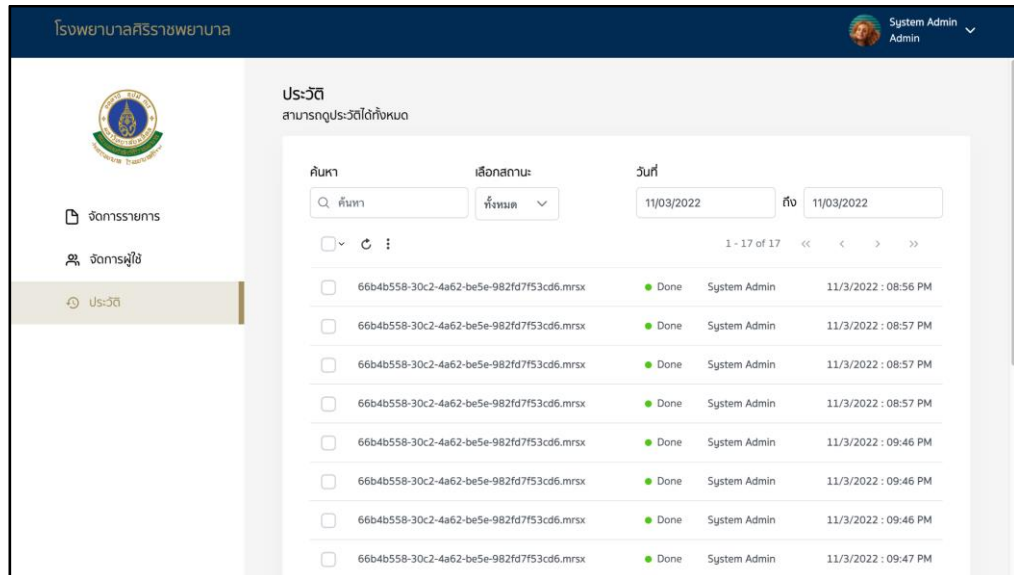 โรงพยาบาลศิริราชพยาบาล
System Admin
Admin
ประวัติ
สามารถดูประวัติได้ทั้งหมด
จัดการรายการ
จัดการผู้ใช้
ประวัติ
ค้นหา เลือกสถานะ วันที่
ค้นหา ทั้งหมด 11/03/2022 ถึง 11/03/2022
1 - 17 of 17 << < > >>
66b4b558-30c2-4a62-be5e-982fd7f53cd6.mrsx Done System Admin 11/3/2022 : 08:56 PM
66b4b558-30c2-4a62-be5e-982fd7f53cd6.mrsx Done System Admin 11/3/2022 : 08:57 PM
66b4b558-30c2-4a62-be5e-982fd7f53cd6.mrsx Done System Admin 11/3/2022 : 08:57 PM
66b4b558-30c2-4a62-be5e-982fd7f53cd6.mrsx Done System Admin 11/3/2022 : 08:57 PM
66b4b558-30c2-4a62-be5e-982fd7f53cd6.mrsx Done System Admin 11/3/2022 : 09:46 PM
66b4b558-30c2-4a62-be5e-982fd7f53cd6.mrsx Done System Admin 11/3/2022 : 09:46 PM
66b4b558-30c2-4a62-be5e-982fd7f53cd6.mrsx Done System Admin 11/3/2022 : 09:46 PM
66b4b558-30c2-4a62-be5e-982fd7f53cd6.mrsx Done System Admin 11/3/2022 : 09:47 PM